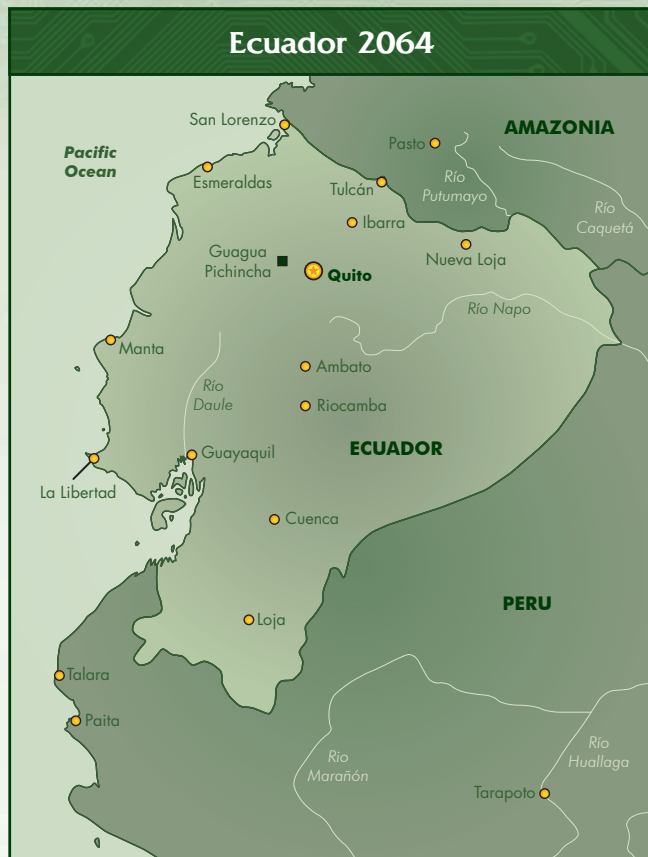 Ecuador 2064
San Lorenzo
AMAZONIA
Pasto
Pacific
Ocean
Esmeraldas
Tulcán
Río
Putumayo
Río
Caquetá
Ibarra
Guagua
Pichincha
Quito
Nueva Loja
Río Napo
Manta
Ambato
Río
Daule
Riocamba
ECUADOR
Guayaquil
La Libertad
Cuenca
PERU
Loja
Talara
Paita
Rio
Marañón
Río
Huallaga
Tarapoto